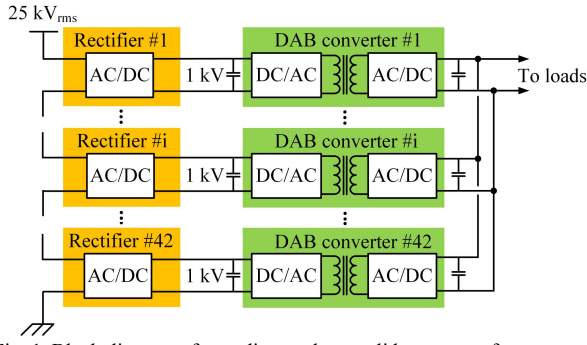 25 kVrms
Rectifier #1
DAB converter #1
AC/DC
1 kV
DC/AC
AC/DC
To loads
Rectifier #i
DAB converter #i
AC/DC
1 kV
DC/AC
AC/DC
Rectifier #42
DAB converter #42
AC/DC
1 kV
DC/AC
AC/DC